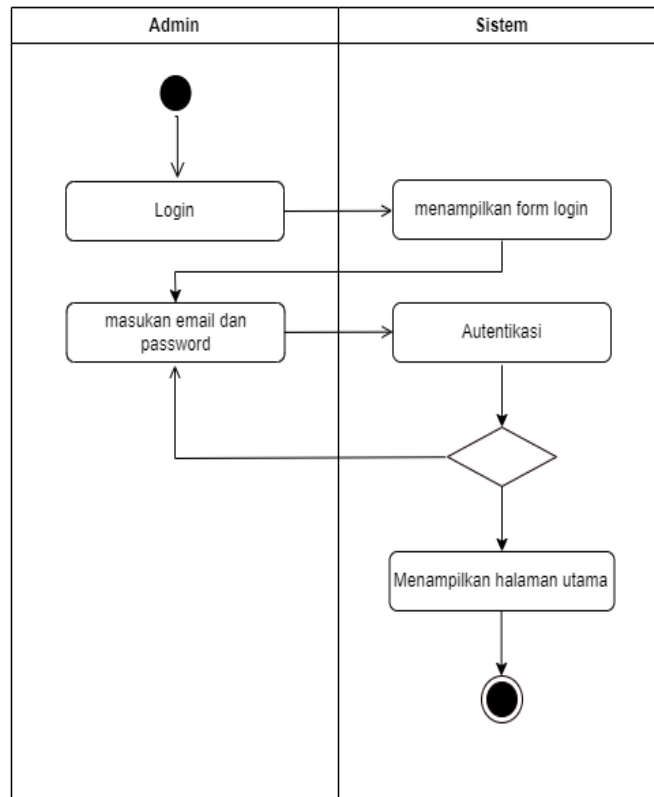 Admin
Sistem
Login
menampilkan form login
masukan email dan
password
Autentikasi
Menampilkan halaman utama